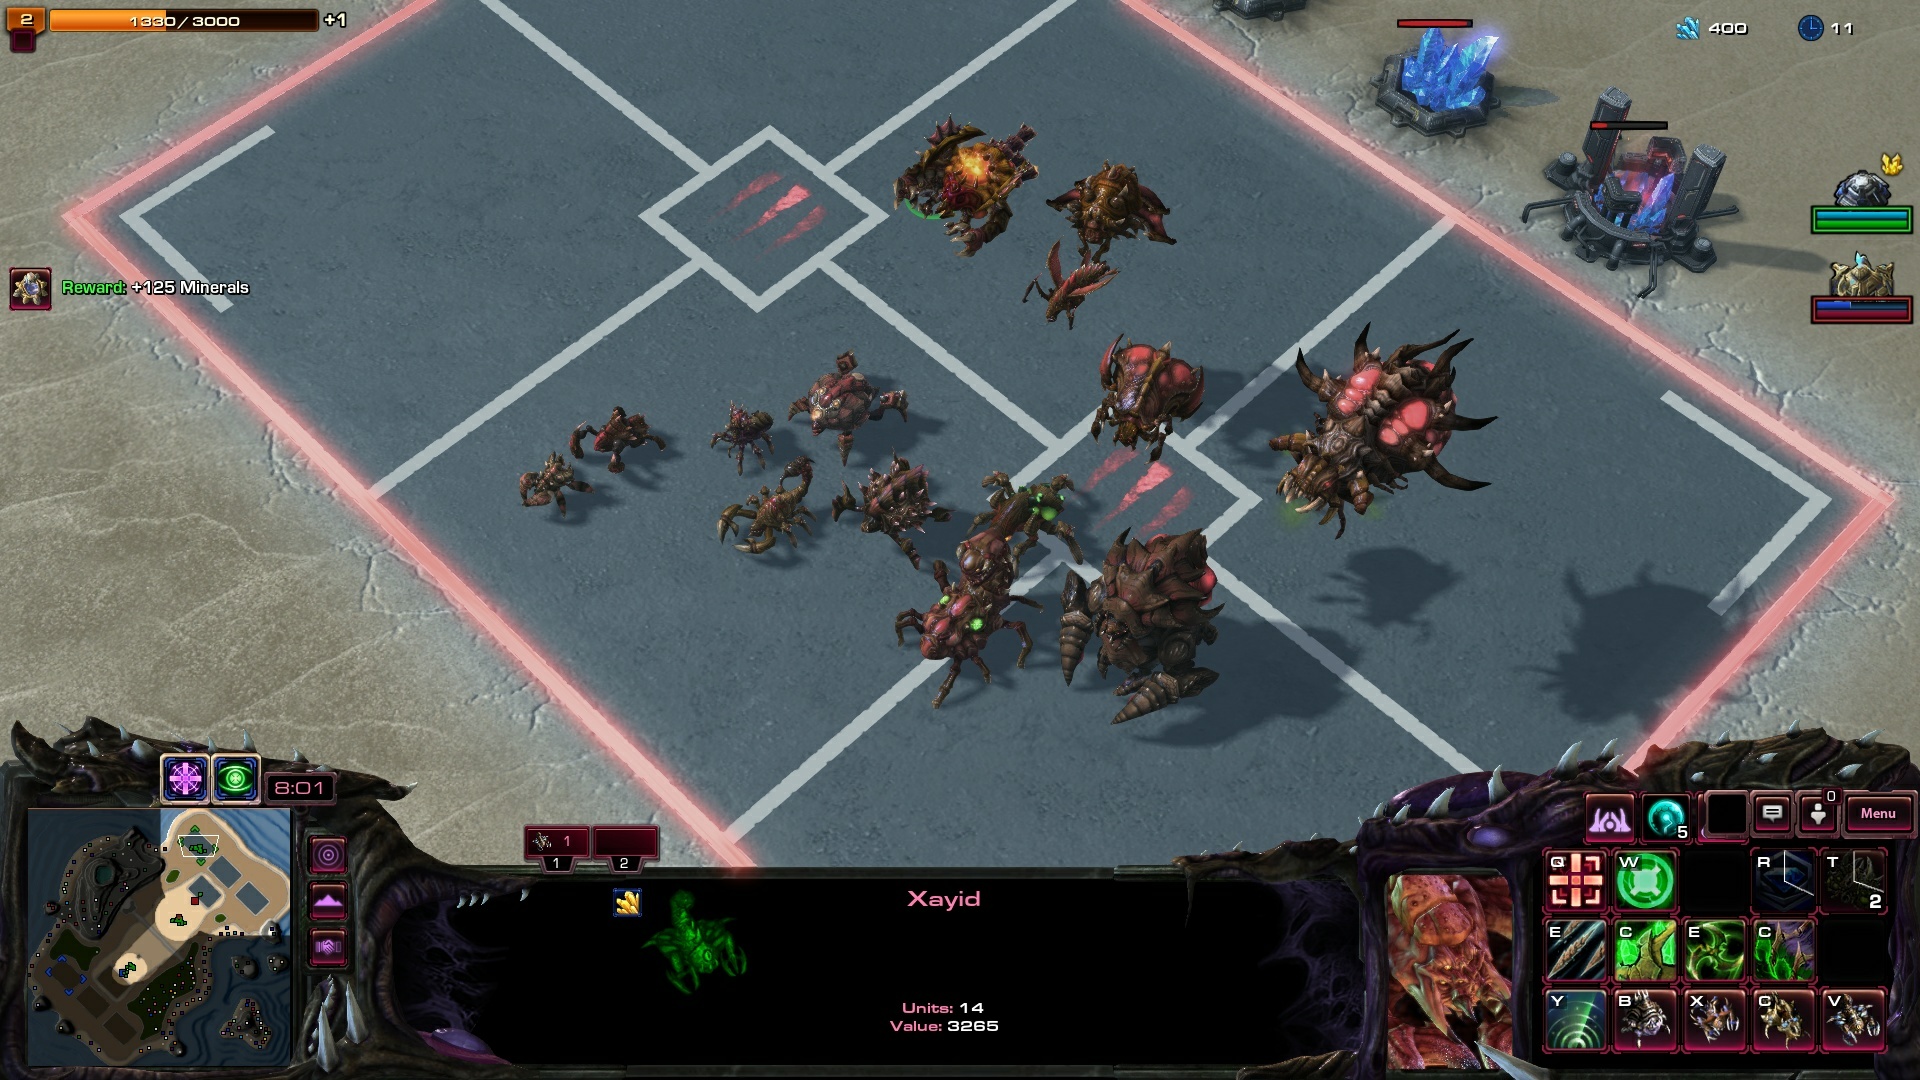 2
1330/3000 +1
400
11
Reward: +125 Minerals
8:01
1
1
2
Xayid
Units: 14
Value: 3265
0
5
Menu
Q W R T 2
E C E C
Y B X C V